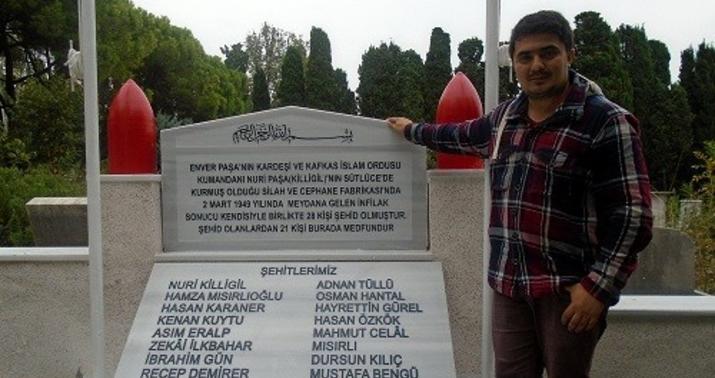 بسم الله الرحمن الرحيم
ENVER PAŞA'NIN KARDEŞİ VE KAFKAS İSLAM ORDUSU
KUMANDANI NURİ PAŞA(KİLLİGİL)'NIN SÜTLÜCE'DE
KURMUŞ OLDUĞU SİLAH VE CEPHANE FABRİKASI'NDA
2 MART 1949 YILINDA MEYDANA GELEN İNFİLAK
SONUCU KENDİSİYLE BİRLİKTE 28 KİŞİ ŞEHİD OLMUŞTUR.
ŞEHİD OLANLARDAN 21 KİŞİ BURADA MEDFUNDUR
ŞEHİTLERİMİZ
NURİ KİLLİGİL
HAMZA MISIRLIOĞLU
HASAN KARANER
KENAN KUYTU
ASIM ERALP
ZEKÂİ İLKBAHAR
İBRAHİM GÜN
RECEP DEMİRER
ADNAN TÜLLÜ
OSMAN HANTAL
HAYRETTİN GÜREL
HASAN ÖZKÖK
MAHMUT CELÂL
MISIRLI
DURSUN KILIÇ
MUSTAFA BENGÜ